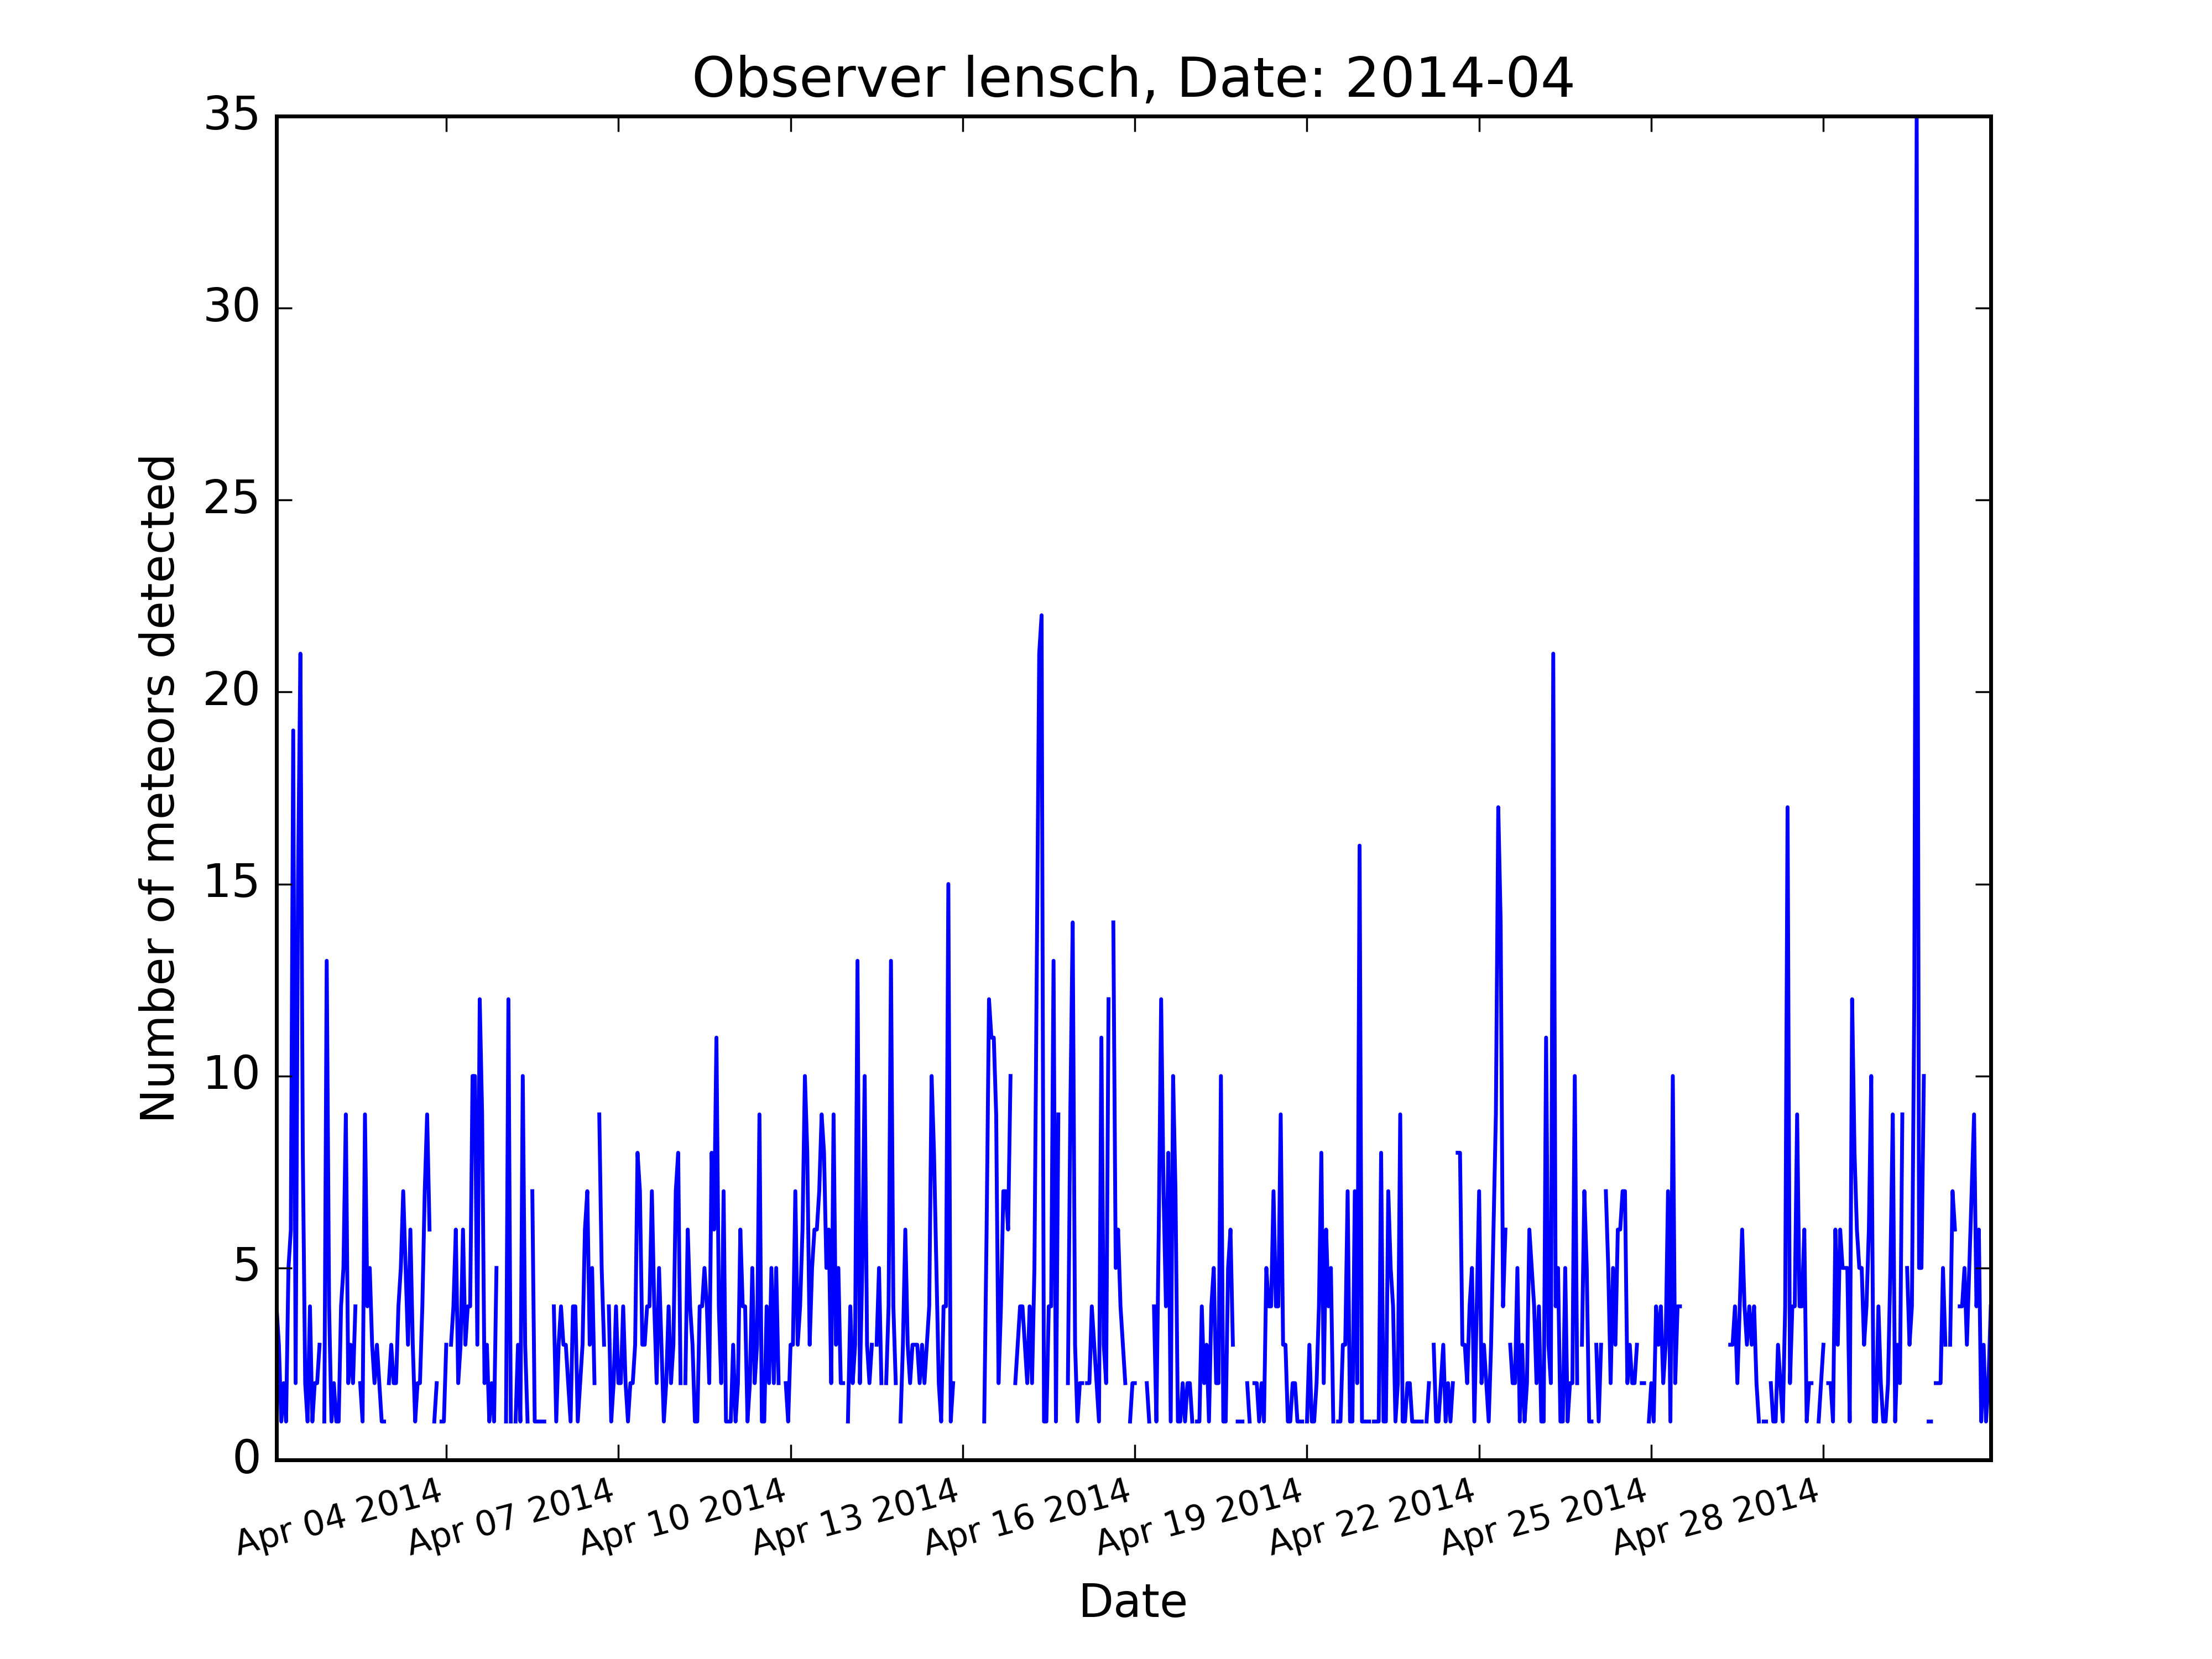 Observer lensch, Date: 2014-04
35
30
25
20
15
10
5
0
Number of meteors detected
Apr 04 2014
Apr 07 2014
Apr 10 2014
Apr 13 2014
Apr 16 2014
Apr 19 2014
Apr 22 2014
Apr 25 2014
Apr 28 2014
Date